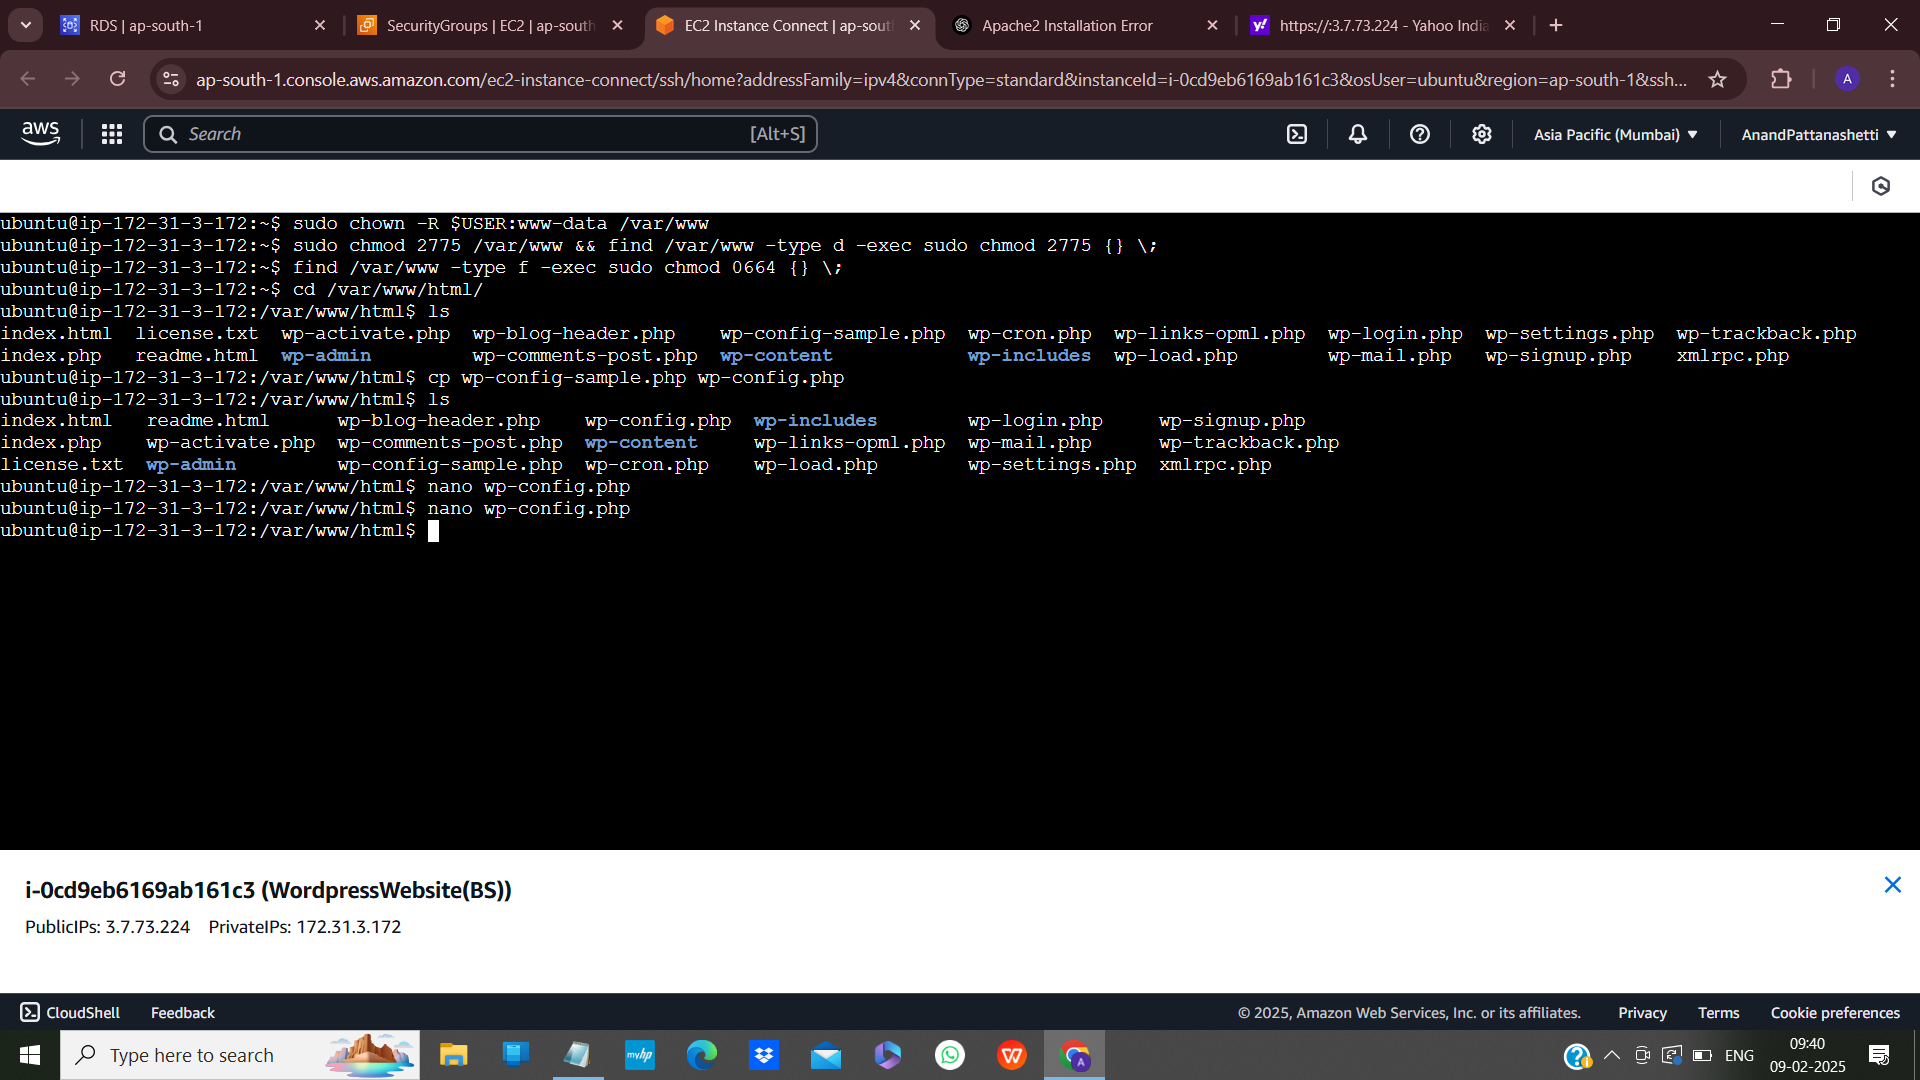 RDS | ap-south-1
SecurityGroups | EC2 | ap-south
EC2 Instance Connect | ap-sout
Apache2 Installation Error
https://:3.7.73.224 - Yahoo India
ap-south-1.console.aws.amazon.com/ec2-instance-connect/ssh/home?addressFamily=ipv4&connType=standard&instanceId=i-0cd9eb6169ab161c3&osUser=ubuntu&region=ap-south-1&ssh...
A
aws
Search
[Alt+S]
Asia Pacific (Mumbai)
AnandPattanashetti
ubuntu@ip-172-31-3-172:~$ sudo chown -R $USER:www-data /var/www
ubuntu@ip-172-31-3-172:~$ sudo chmod 2775 /var/www && find /var/www -type d -exec sudo chmod 2775 {} \;
ubuntu@ip-172-31-3-172:~$ find /var/www -type f -exec sudo chmod 0664 {} \;
ubuntu@ip-172-31-3-172:~$ cd /var/www/html/
ubuntu@ip-172-31-3-172:/var/www/html$ ls
index.html license.txt wp-activate.php wp-blog-header.php wp-config-sample.php wp-cron.php wp-links-opml.php wp-login.php wp-settings.php wp-trackback.php
index.php readme.html wp-admin wp-comments-post.php wp-content wp-includes wp-load.php wp-mail.php wp-signup.php xmlrpc.php
ubuntu@ip-172-31-3-172:/var/www/html$ cp wp-config-sample.php wp-config.php
ubuntu@ip-172-31-3-172:/var/www/html$ ls
index.html readme.html wp-blog-header.php wp-config.php wp-includes wp-login.php wp-signup.php
index.php wp-activate.php wp-comments-post.php wp-content wp-links-opml.php wp-mail.php wp-trackback.php
license.txt wp-admin wp-config-sample.php wp-cron.php wp-load.php wp-settings.php xmlrpc.php
ubuntu@ip-172-31-3-172:/var/www/html$ nano wp-config.php
ubuntu@ip-172-31-3-172:/var/www/html$ nano wp-config.php
ubuntu@ip-172-31-3-172:/var/www/html$
i-0cd9eb6169ab161c3 (WordpressWebsite(BS))
PublicIPs: 3.7.73.224 PrivateIPs: 172.31.3.172
CloudShell Feedback
© 2025, Amazon Web Services, Inc. or its affiliates. Privacy Terms Cookie preferences
Type here to search
myhp
ENG
09:40
09-02-2025